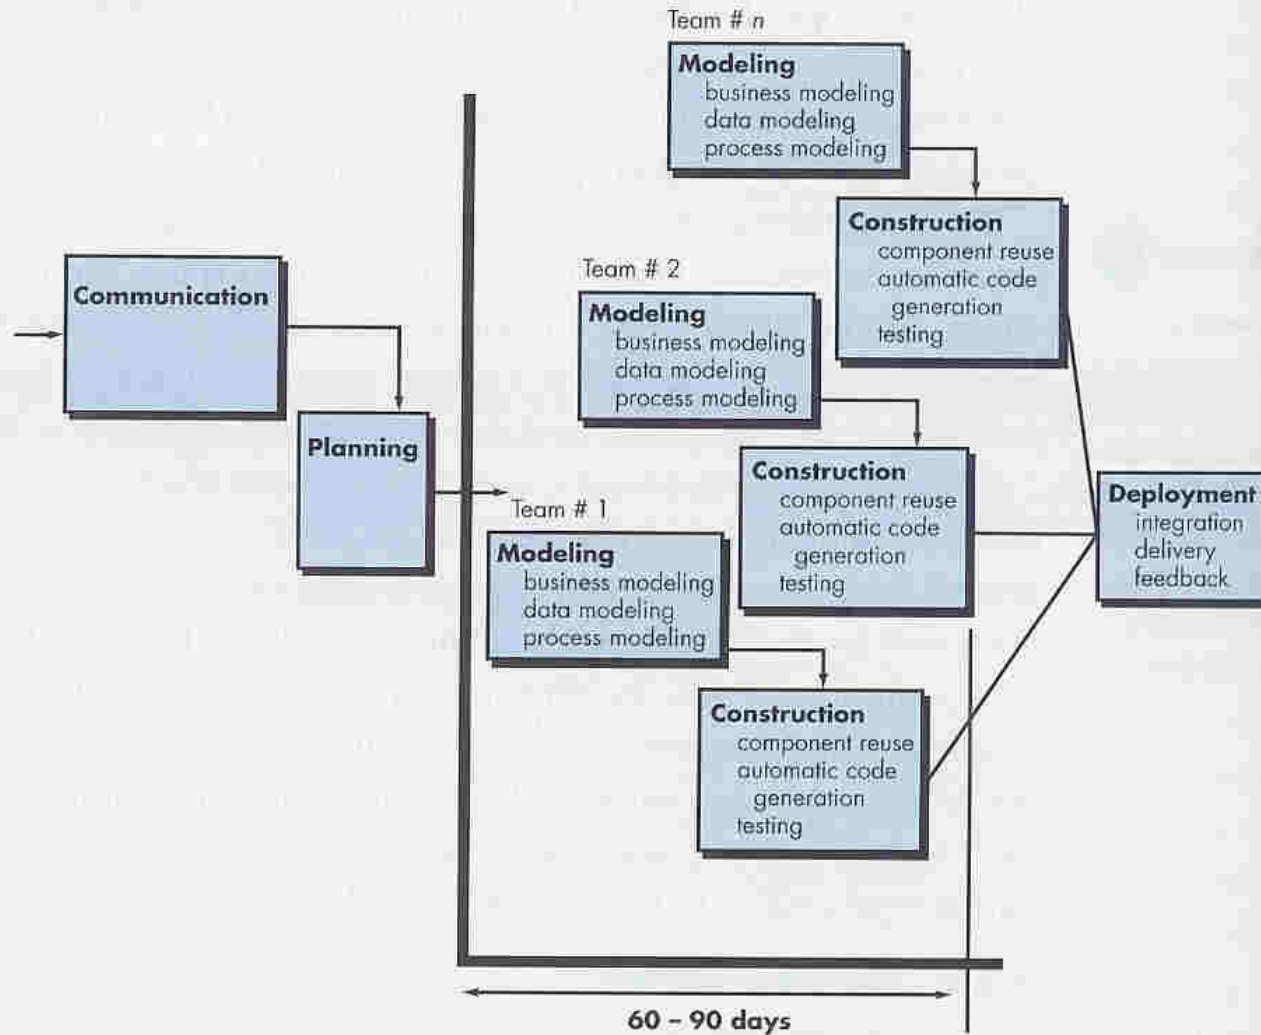 Team # n
Modeling
business modeling
data modeling
process modeling
Construction
component reuse
automatic code
generation
testing
Team # 2
Modeling
business modeling
data modeling
process modeling
Construction
component reuse
automatic code
generation
testing
Communication
Planning
Team # 1
Modeling
business modeling
data modeling
process modeling
Construction
component reuse
automatic code
generation
testing
Deployment
integration
delivery
feedback
60 – 90 days